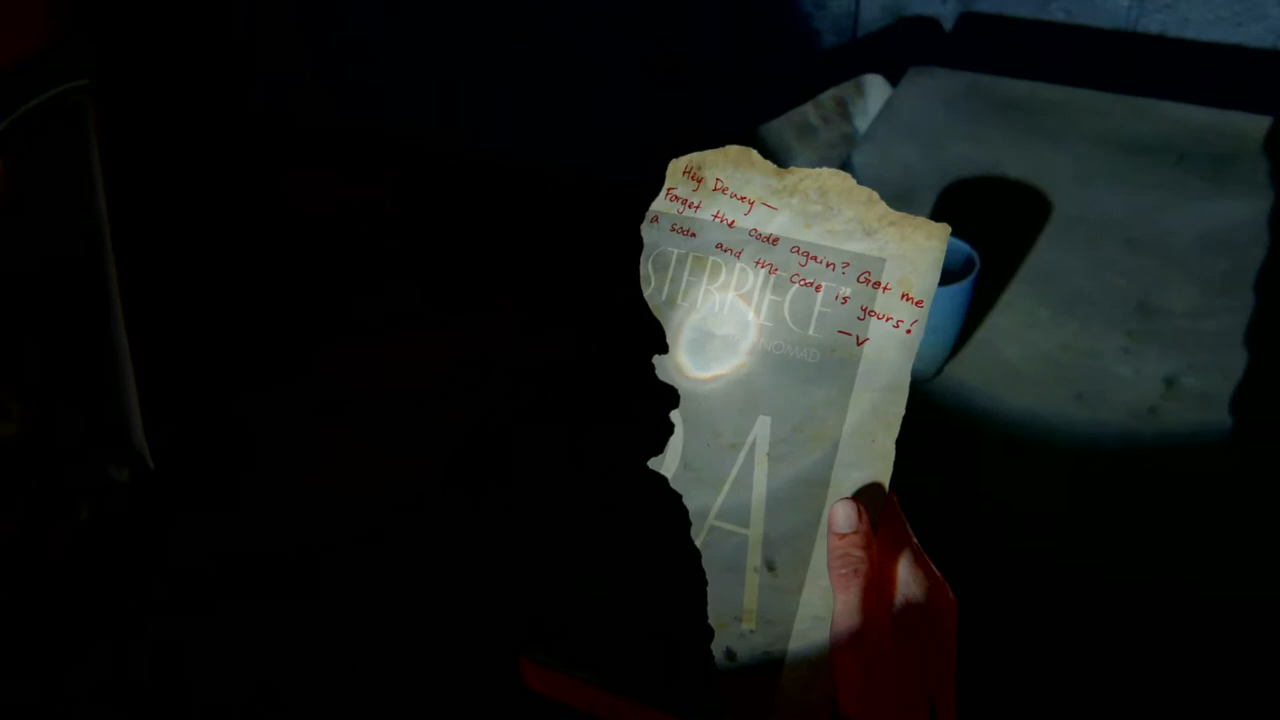 Hey Dewey—
Forget the code again? Get me
a soda and the code is yours!
—V
STERPIECE"
NOMAD
A